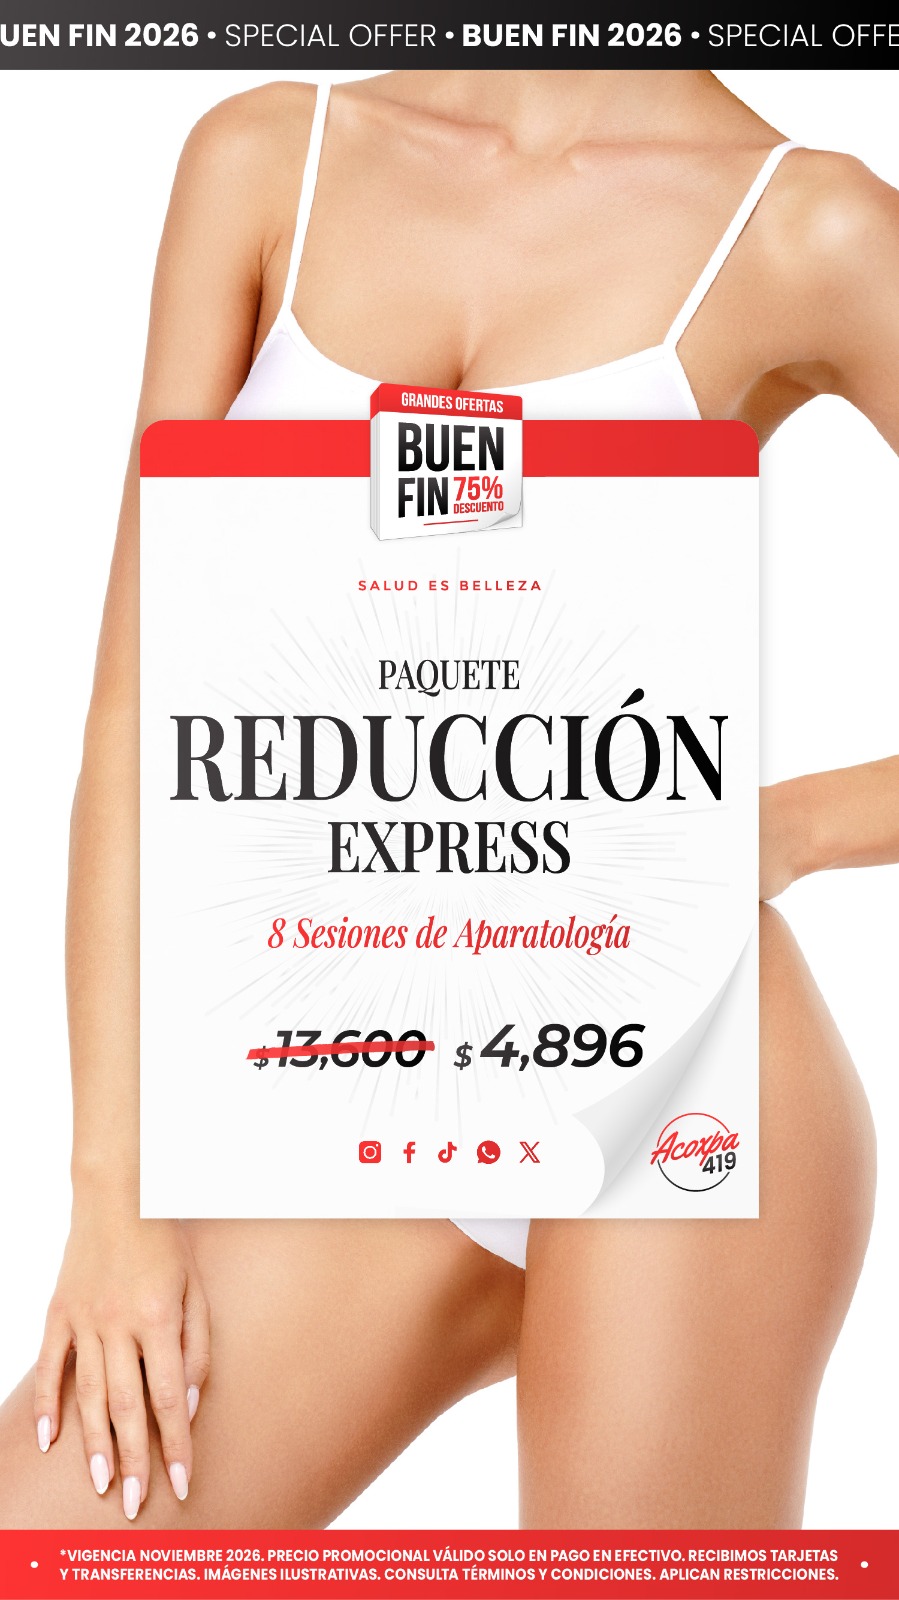 UEN FIN 2026 • SPECIAL OFFER • BUEN FIN 2026 • SPECIAL OFFE
GRANDES OFERTAS
BUEN
FIN 75%
DESCUENTO
SALUD ES BELLEZA
PAQUETE
REDUCCIÓN
EXPRESS
8 Sesiones de Aparatología
$13,600 $4,896
Acoxpa
419
*VIGENCIA NOVIEMBRE 2026. PRECIO PROMOCIONAL VÁLIDO SOLO EN PAGO EN EFECTIVO. RECIBIMOS TARJETAS
Y TRANSFERENCIAS. IMÁGENES ILUSTRATIVAS. CONSULTA TÉRMINOS Y CONDICIONES. APLICAN RESTRICCIONES.